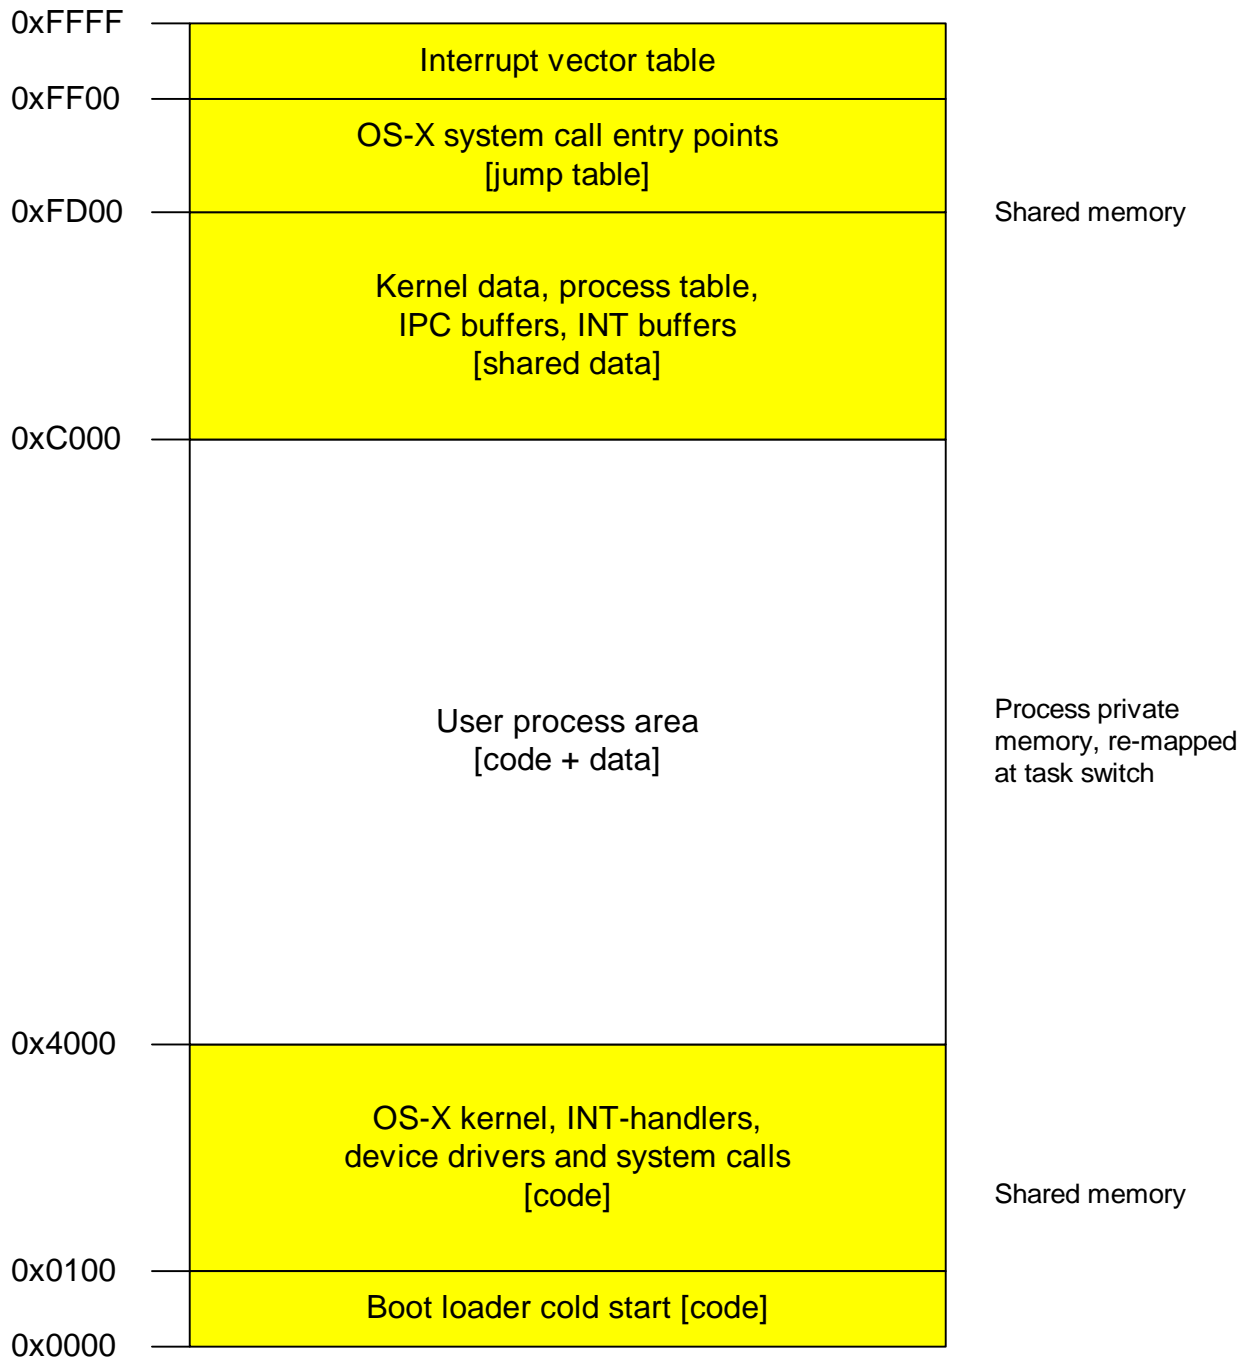 0xFFFF
Interrupt vector table
0xFF00
OS-X system call entry points
[jump table]
0xFD00
Shared memory
Kernel data, process table,
IPC buffers, INT buffers
[shared data]
0xC000
User process area
[code + data]
Process private
memory, re-mapped
at task switch
0x4000
OS-X kernel, INT-handlers,
device drivers and system calls
[code]
Shared memory
0x0100
Boot loader cold start [code]
0x0000